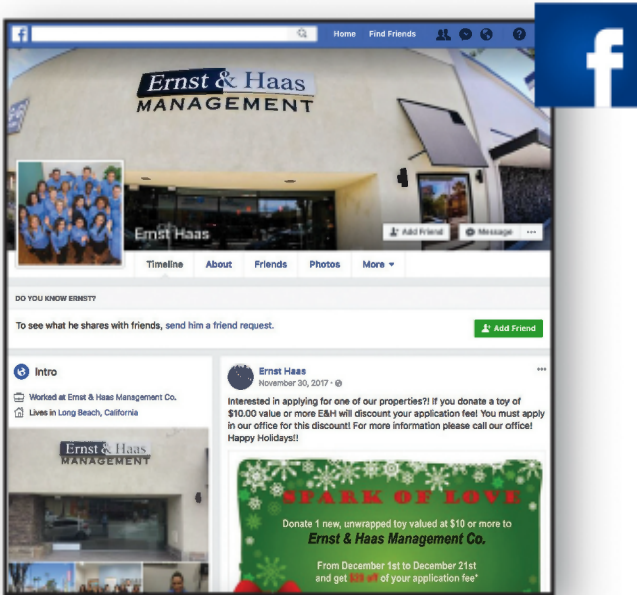 f
f
Home Find Friends
Ernst & Haas
MANAGEMENT
Ernst Haas
Add Friend Message ...
Timeline About Friends Photos More
DO YOU KNOW ERNST?
To see what he shares with friends, send him a friend request.
Add Friend
Intro
Worked at Ernst & Haas Management Co.
Lives in Long Beach, California
Ernst & Haas
MANAGEMENT
Ernst Haas
November 30, 2017 ·
Interested in applying for one of our properties?! If you donate a toy of
$10.00 value or more E&H will discount your application fee! You must apply
in our office for this discount! For more information please call our office!
Happy Holidays!!
SPARK OF LOVE
Donate 1 new, unwrapped toy valued at $10 or more to
Ernst & Haas Management Co.
From December 1st to December 21st
and get off of your application fee*